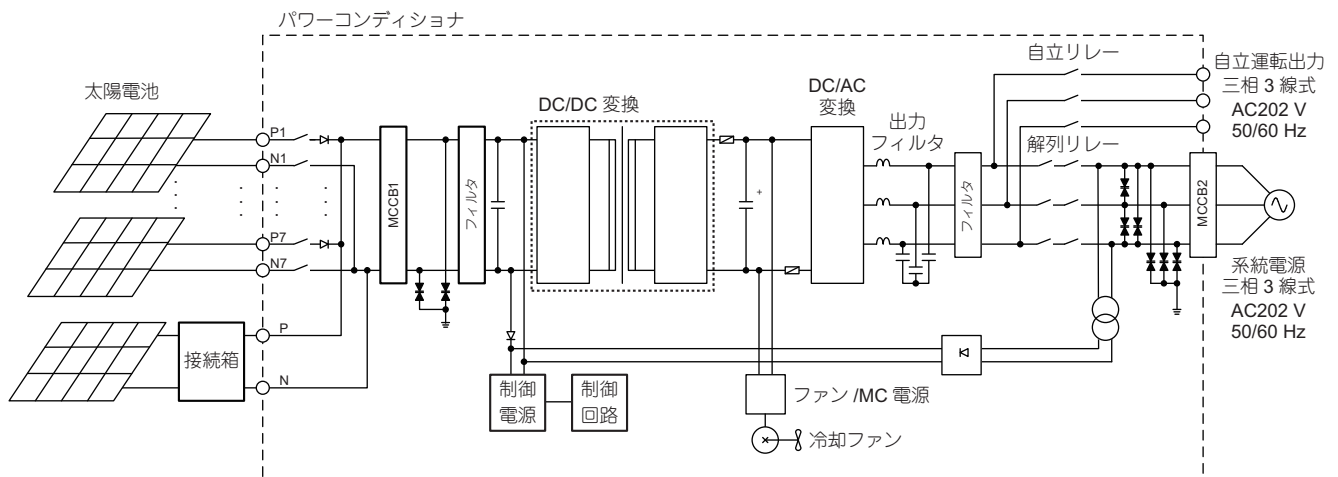 パワーコンディショナ
太陽電池
P1
N1
P7
N7
接続箱
P
N
MCCB1
フィルタ
DC/DC 変換
+
DC/AC
変換
出力
フィルタ
フィルタ
自立リレー
解列リレー
MCCB2
自立運転出力
三相 3 線式
AC202 V
50/60 Hz
系統電源
三相 3 線式
AC202 V
50/60 Hz
制御
電源
制御
回路
ファン /MC 電源
冷却ファン